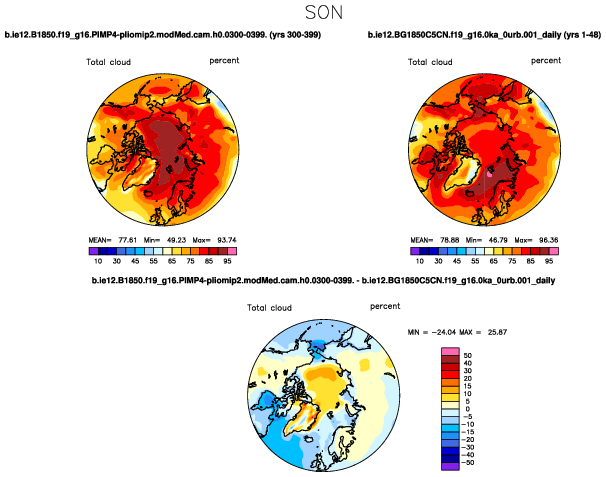 SON
b.ie12.B1850.f19_g16.PIMP4-pliomip2.modMed.cam.h0.0300-0399. (yrs 300-399)
b.ie12.BG1850C5CN.f19_g16.0ka_0urb.001_daily (yrs 1-48)
Total cloud percent
Total cloud percent
MEAN= 77.61 Min= 49.23 Max= 93.74
MEAN= 78.88 Min= 46.79 Max= 96.36
10 30 45 55 65 75 85 95
10 30 45 55 65 75 85 95
b.ie12.B1850.f19_g16.PIMP4-pliomip2.modMed.cam.h0.0300-0399. - b.ie12.BG1850C5CN.f19_g16.0ka_0urb.001_daily
Total cloud percent
MIN = -24.04 MAX = 25.87
50
40
30
20
15
10
5
0
-5
-10
-15
-20
-30
-40
-50